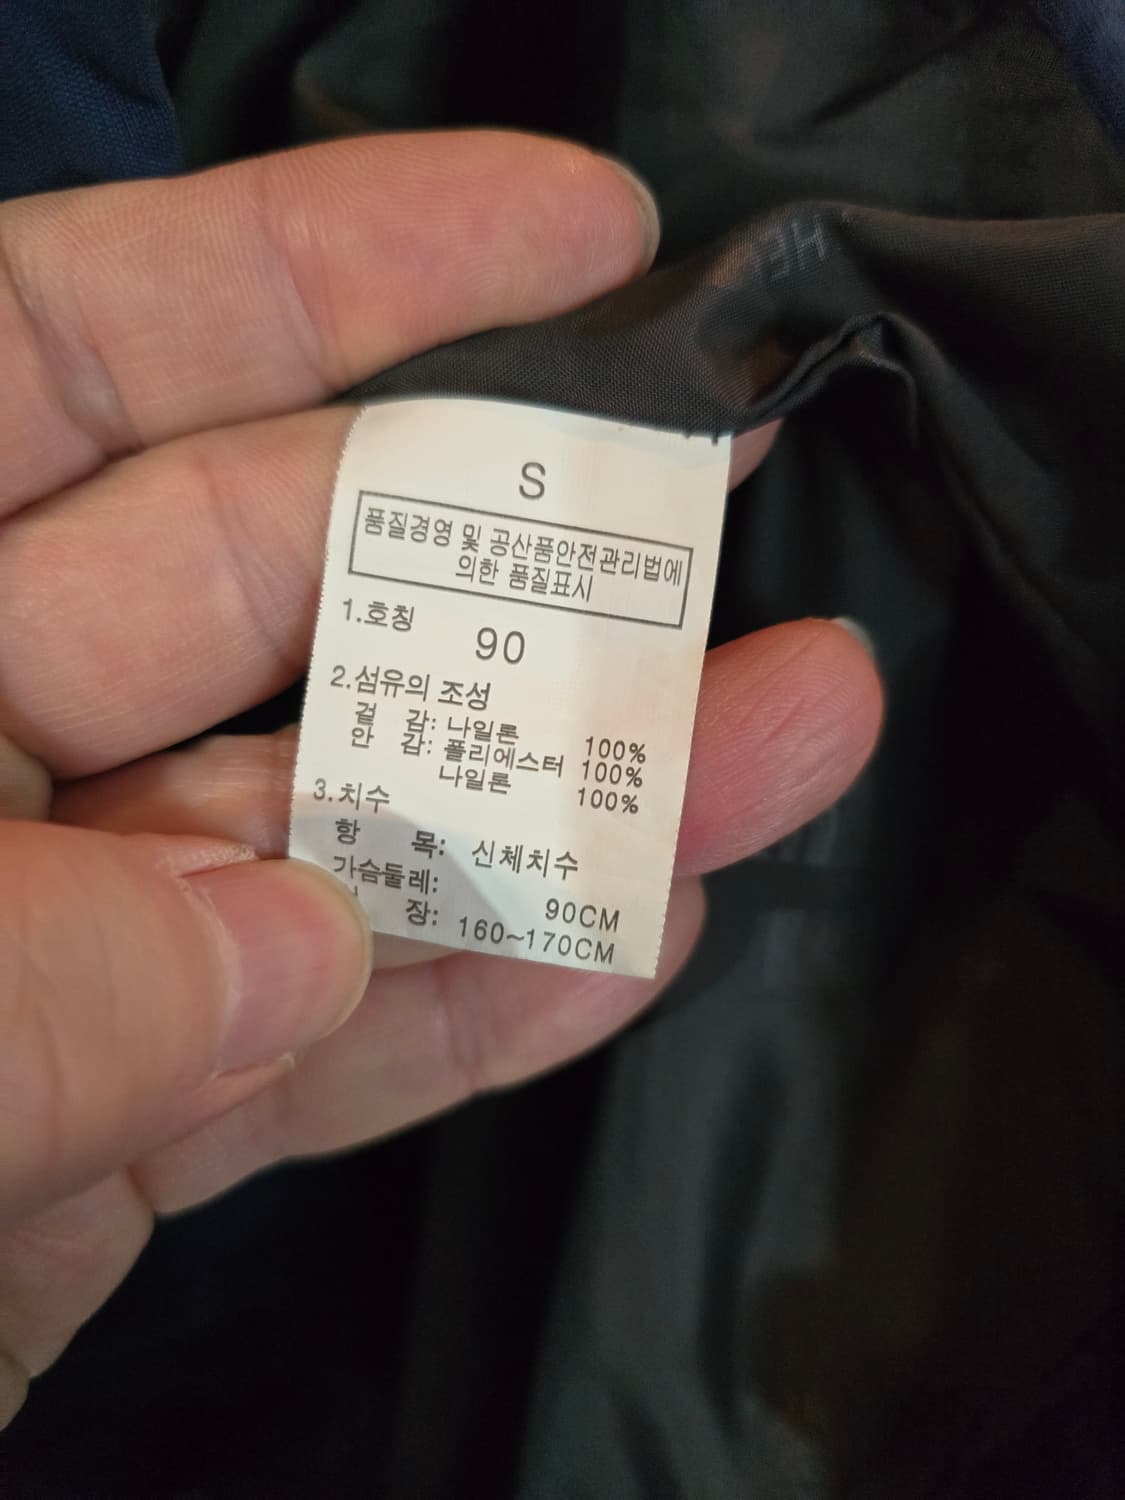 S
품질경영 및 공산품안전관리법에
의한 품질표시
1.호칭
90
2.섬유의 조성
겉 감: 나일론 100%
안 감: 폴리에스터 100%
나일론 100%
3.치수
항 목: 신체치수
가슴둘레: 90CM
장: 160~170CM